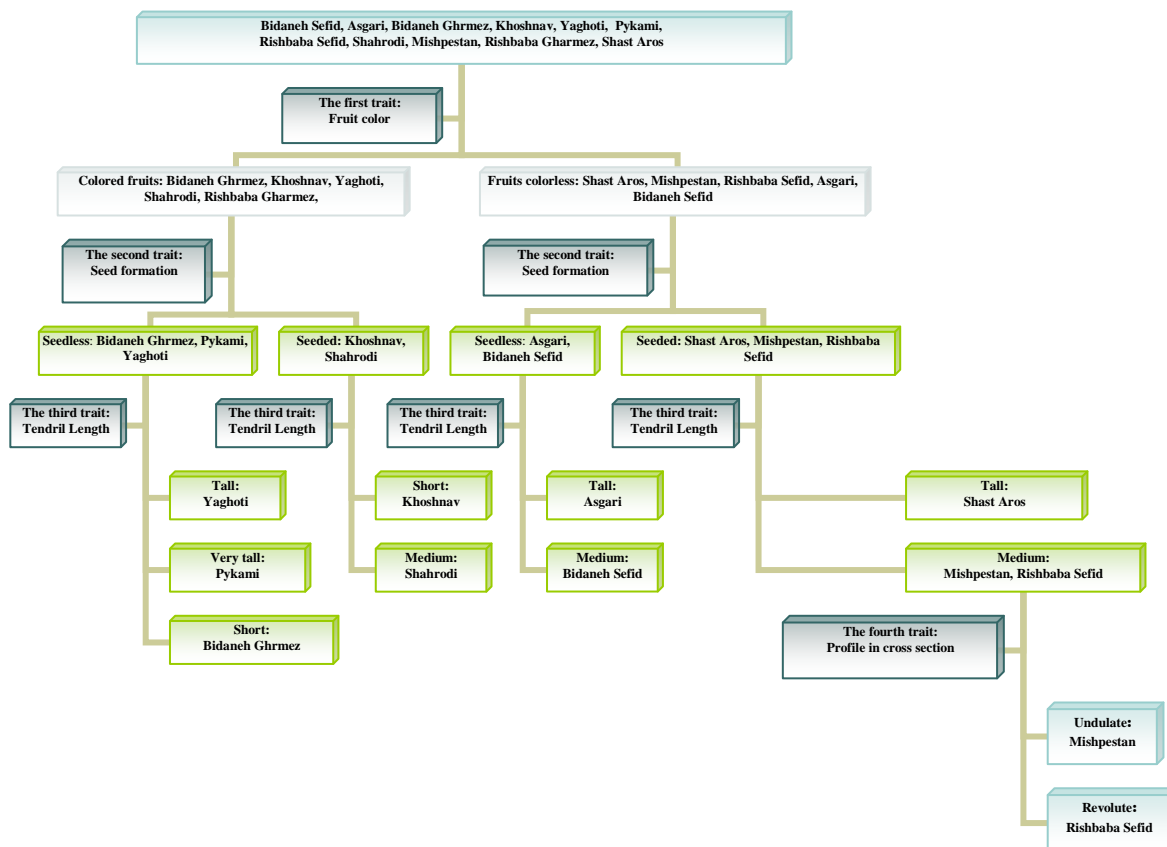 Bidaneh Sefid, Asgari, Bidaneh Ghrmez, Khoshnav, Yaghoti, Pykami,
Rishbaba Sefid, Shahrodi, Mishpestan, Rishbaba Gharmez, Shast Aros
The first trait:
Fruit color
Colored fruits: Bidaneh Ghrmez, Khoshnav, Yaghoti,
Shahrodi, Rishbaba Gharmez,
Fruits colorless: Shast Aros, Mishpestan, Rishbaba Sefid, Asgari,
Bidaneh Sefid
The second trait:
Seed formation
The second trait:
Seed formation
Seedless: Bidaneh Ghrmez, Pykami,
Yaghoti
Seeded: Khoshnav,
Shahrodi
Seedless: Asgari,
Bidaneh Sefid
Seeded: Shast Aros, Mishpestan, Rishbaba
Sefid
The third trait:
Tendril Length
The third trait:
Tendril Length
The third trait:
Tendril Length
The third trait:
Tendril Length
Tall:
Yaghoti
Short:
Khoshnav
Tall:
Asgari
Tall:
Shast Aros
Very tall:
Pykami
Medium:
Shahrodi
Medium:
Bidaneh Sefid
Medium:
Mishpestan, Rishbaba Sefid
Short:
Bidaneh Ghrmez
The fourth trait:
Profile in cross section
Undulate:
Mishpestan
Revolute:
Rishbaba Sefid